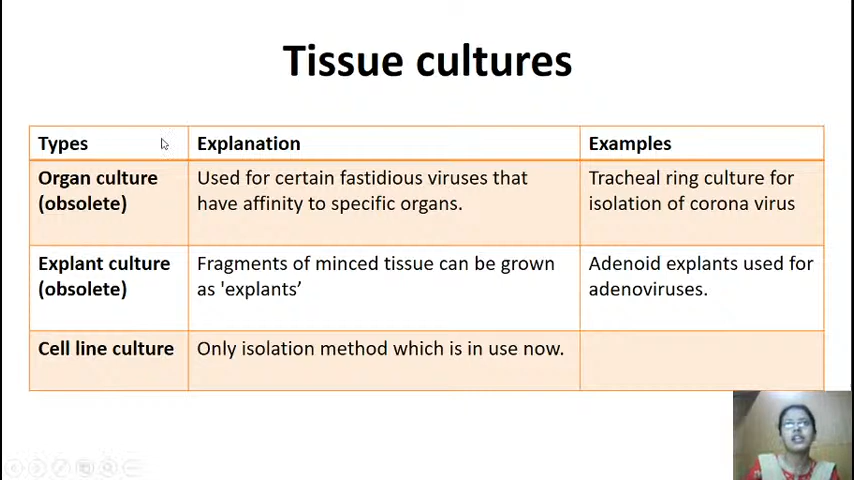 Tissue cultures
Types
Explanation
Examples
Organ culture
(obsolete)
Used for certain fastidious viruses that
have affinity to specific organs.
Tracheal ring culture for
isolation of corona virus
Explant culture
(obsolete)
Fragments of minced tissue can be grown
as 'explants’
Adenoid explants used for
adenoviruses.
Cell line culture
Only isolation method which is in use now.